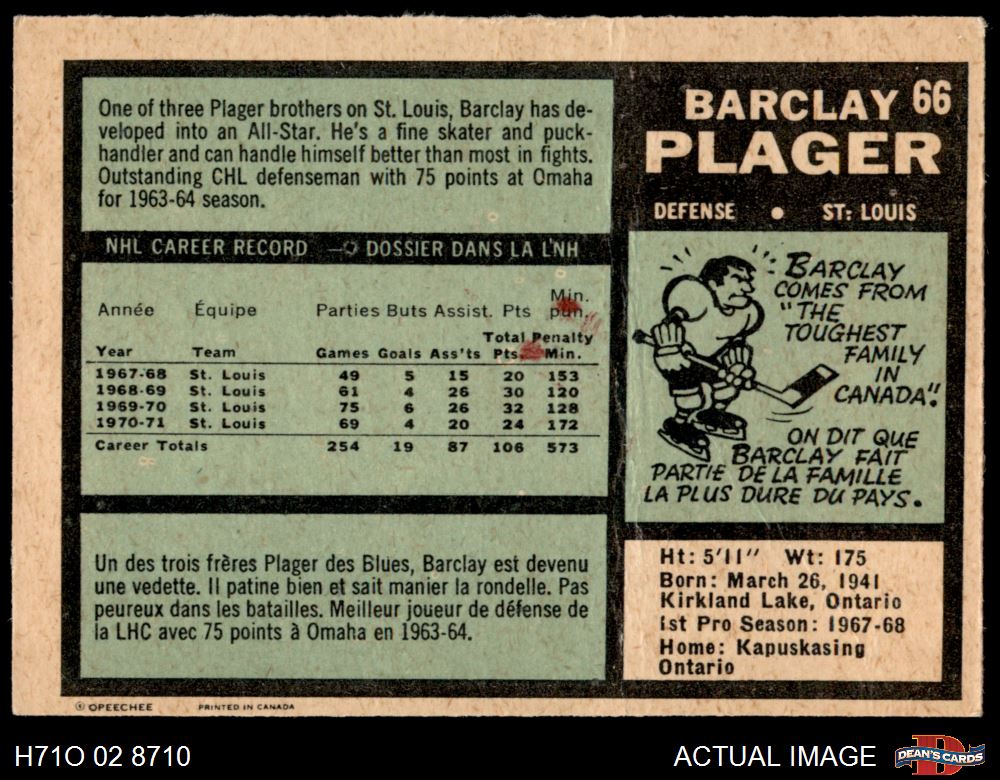 One of three Plager brothers on St. Louis, Barclay has de-
veloped into an All-Star. He's a fine skater and puck-
handler and can handle himself better than most in fights.
Outstanding CHL defenseman with 75 points at Omaha
for 1963-64 season.
NHL CAREER RECORD DOSSIER DANS LA L'NH
Année Équipe Parties Buts Assist. Pts Min. pun.
Year Team Games Goals Ass'ts Total Pts. Penalty Min.
1967-68 St. Louis 49 5 15 20 153
1968-69 St. Louis 61 4 26 30 120
1969-70 St. Louis 75 6 26 32 128
1970-71 St. Louis 69 4 20 24 172
Career Totals 254 19 87 106 573
Un des trois frères Plager des Blues, Barclay est devenu
une vedette. Il patine bien et sait manier la rondelle. Pas
peureux dans les batailles. Meilleur joueur de défense de
la LHC avec 75 points à Omaha en 1963-64.
BARCLAY 66
PLAGER
DEFENSE • ST: LOUIS
BARCLAY
COMES FROM
"THE
TOUGHEST
FAMILY
IN
CANADA".
ON DIT QUE
BARCLAY FAIT
PARTIE DE LA FAMILLE
LA PLUS DURE DU PAYS.
Ht: 5'11" Wt: 175
Born: March 26, 1941
Kirkland Lake, Ontario
1st Pro Season: 1967-68
Home: Kapuskasing
Ontario
© OPEECHEE PRINTED IN CANADA
H71O 02 8710 ACTUAL IMAGE DEAN'S CARDS